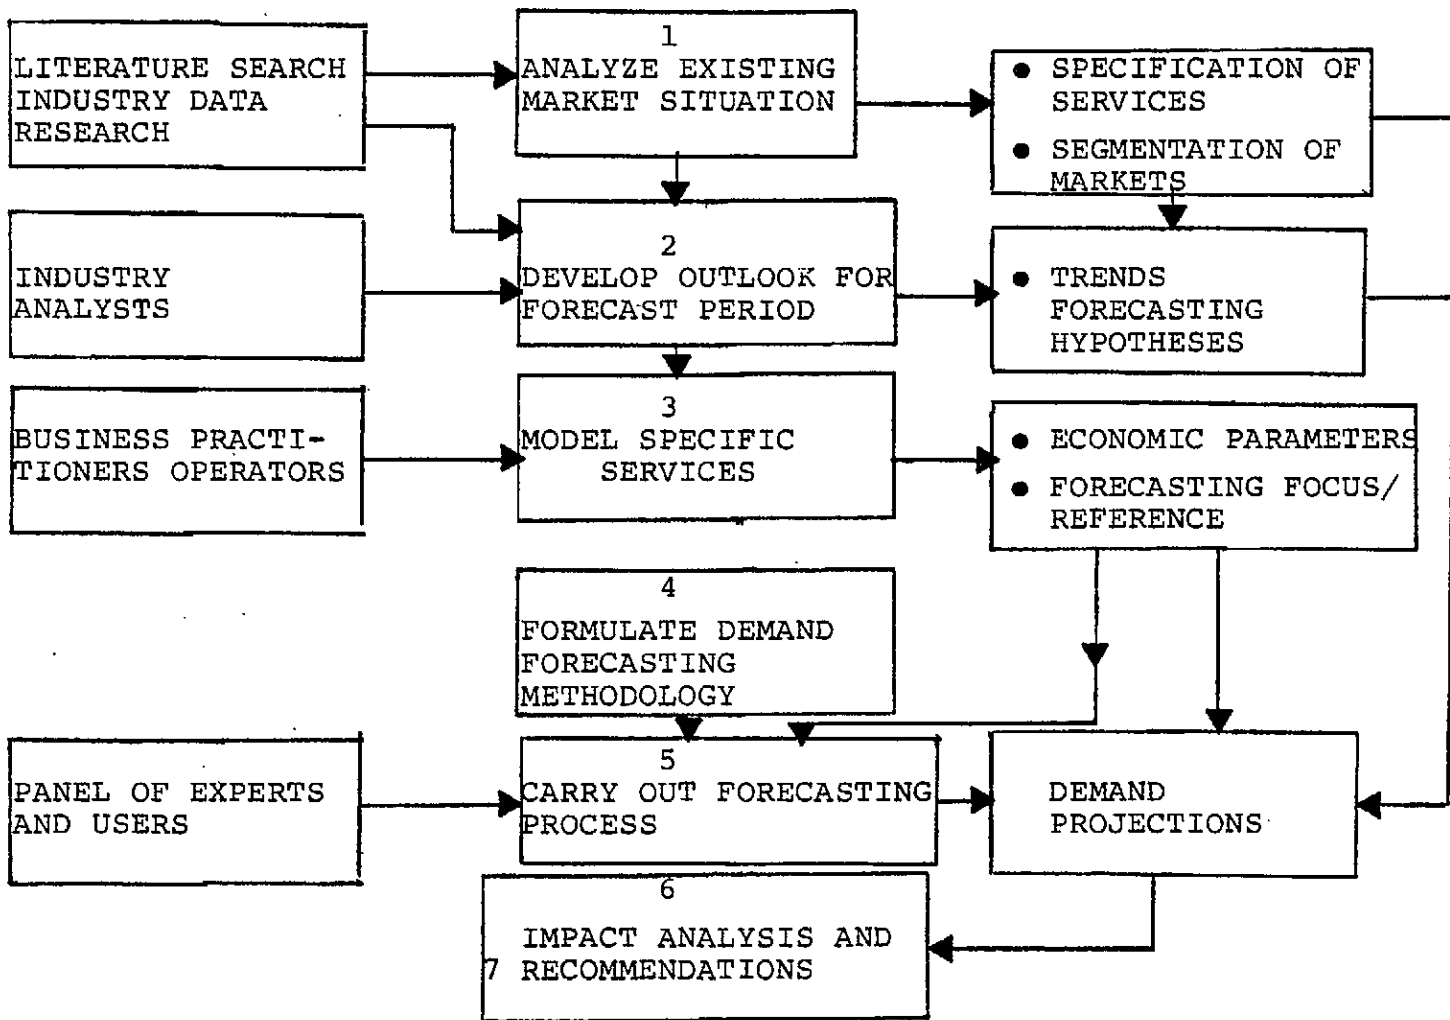 LITERATURE SEARCH
INDUSTRY DATA
RESEARCH
1
ANALYZE EXISTING
MARKET SITUATION
● SPECIFICATION OF
SERVICES
● SEGMENTATION OF
MARKETS
INDUSTRY
ANALYSTS
2
DEVELOP OUTLOOK FOR
FORECAST PERIOD
● TRENDS
FORECASTING
HYPOTHESES
BUSINESS PRACTI-
TIONERS OPERATORS
3
MODEL SPECIFIC
SERVICES
● ECONOMIC PARAMETERS
● FORECASTING FOCUS/
REFERENCE
4
FORMULATE DEMAND
FORECASTING
METHODOLOGY
PANEL OF EXPERTS
AND USERS
5
CARRY OUT FORECASTING
PROCESS
DEMAND
PROJECTIONS
6
IMPACT ANALYSIS AND
7 RECOMMENDATIONS